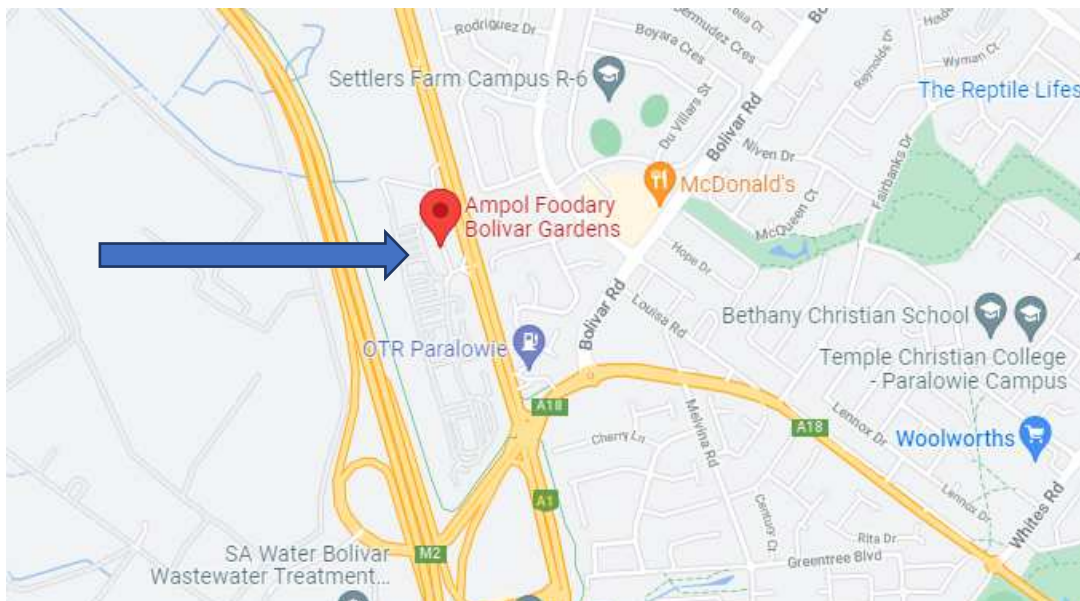 Rodriquez Dr
Bermudez Cres
Boyara Cres
Settlers Farm Campus R-6
Du Villars St
Bolivar Rd
Reynolds Dr
Wyman Ct
The Reptile Lifes
Niven Dr
Fairbanks Dr
McDonald's
McQueen Ct
Ampol Foodary
Bolivar Gardens
Hope Dr
Bolivar Rd
Louisa Rd
Bethany Christian School
OTR Paralowie
Temple Christian College
- Paralowie Campus
A18
Melvina Rd
A18
Lennox Dr
Woolworths
Cherry Ln
A1
Century Ct
Lennox Dr
Whites Rd
Rita Dr
Greentree Blvd
SA Water Bolivar
Wastewater Treatment...
M2